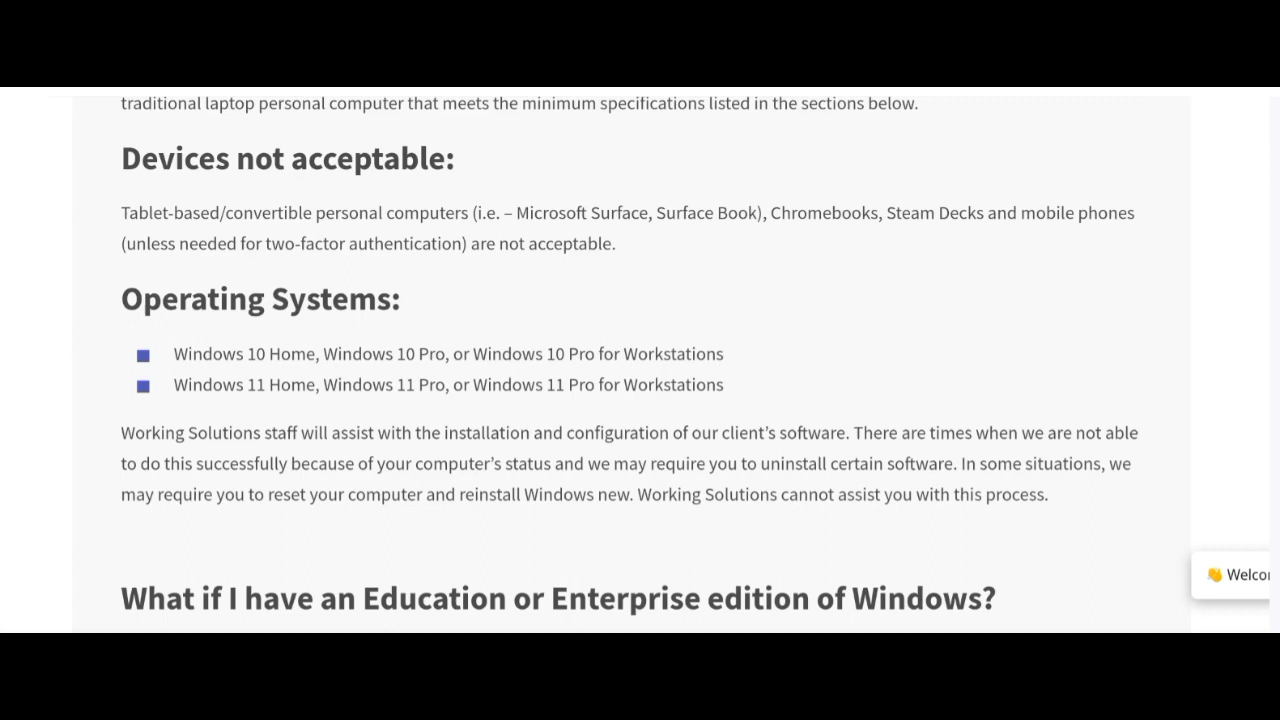 traditional laptop personal computer that meets the minimum specifications listed in the sections below.
Devices not acceptable:
Tablet-based/convertible personal computers (i.e. – Microsoft Surface, Surface Book), Chromebooks, Steam Decks and mobile phones
(unless needed for two-factor authentication) are not acceptable.
Operating Systems:
Windows 10 Home, Windows 10 Pro, or Windows 10 Pro for Workstations
Windows 11 Home, Windows 11 Pro, or Windows 11 Pro for Workstations
Working Solutions staff will assist with the installation and configuration of our client’s software. There are times when we are not able
to do this successfully because of your computer’s status and we may require you to uninstall certain software. In some situations, we
may require you to reset your computer and reinstall Windows new. Working Solutions cannot assist you with this process.
👋 Welco
What if I have an Education or Enterprise edition of Windows?